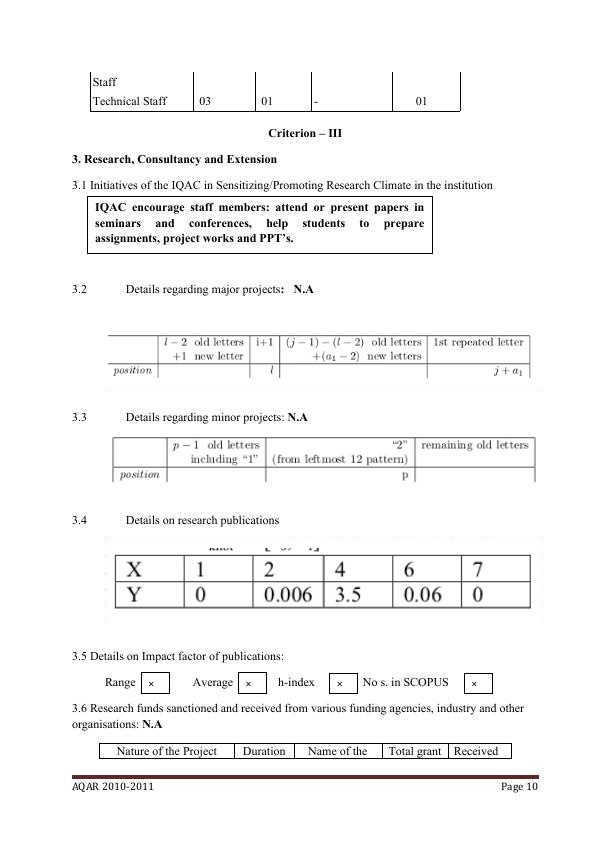 Staff
Technical Staff 03 01 - 01
Criterion – III
3. Research, Consultancy and Extension
3.1 Initiatives of the IQAC in Sensitizing/Promoting Research Climate in the institution
IQAC encourage staff members: attend or present papers in
seminars and conferences, help students to prepare
assignments, project works and PPT's.
3.2 Details regarding major projects: N.A
l − 2 old letters i+1 (j − 1) − (l − 2) old letters 1st repeated letter
+1 new letter +(a₁ − 2) new letters
position l j + a₁
3.3 Details regarding minor projects: N.A
p − 1 old letters "2" remaining old letters
including "1" (from leftmost 12 pattern)
position p
3.4 Details on research publications
X 1 2 4 6 7
Y 0 0.006 3.5 0.06 0
3.5 Details on Impact factor of publications:
Range × Average × h-index × No s. in SCOPUS ×
3.6 Research funds sanctioned and received from various funding agencies, industry and other
organisations: N.A
Nature of the Project Duration Name of the Total grant Received
AQAR 2010-2011 Page 10